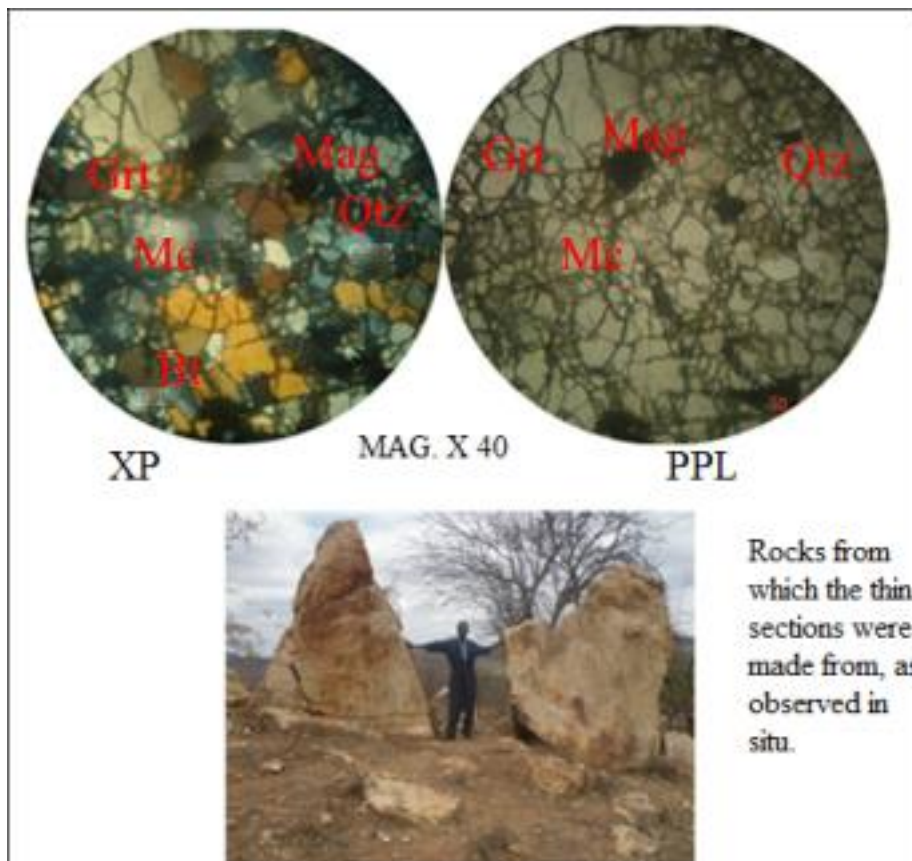 Grt
Mag
Qtz
Mc
Bt
Grt
Mag
Qtz
Mc
XP
MAG. X 40
PPL
Rocks from
which the thin
sections were
made from, as
observed in
situ.